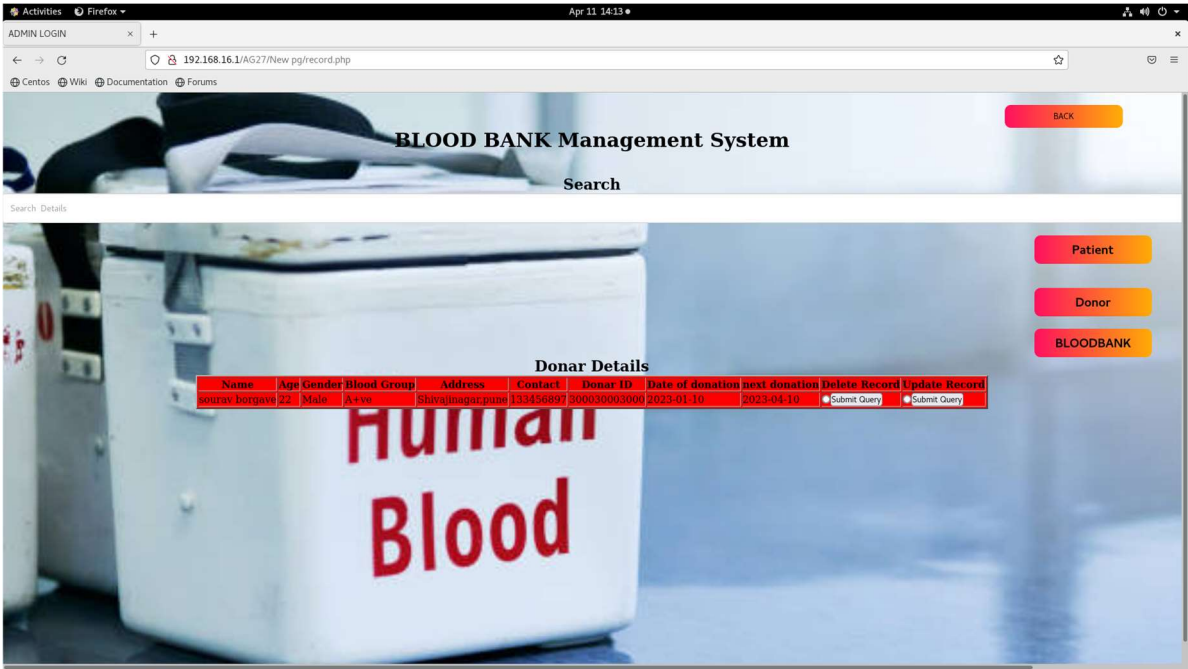 Activities Firefox Apr 11 14:13
ADMIN LOGIN
192.168.16.1/AG27/New pg/record.php
Centos Wiki Documentation Forums
BACK
BLOOD BANK Management System
Search
Search Details
Patient
Donor
BLOODBANK
Donar Details
Name Age Gender Blood Group Address Contact Donar ID Date of donation next donation Delete Record Update Record
sourav borgave 22 Male A+ve Shivajinagar,pune 133456897 300030003000 2023-01-10 2023-04-10 Submit Query Submit Query
Human
Blood